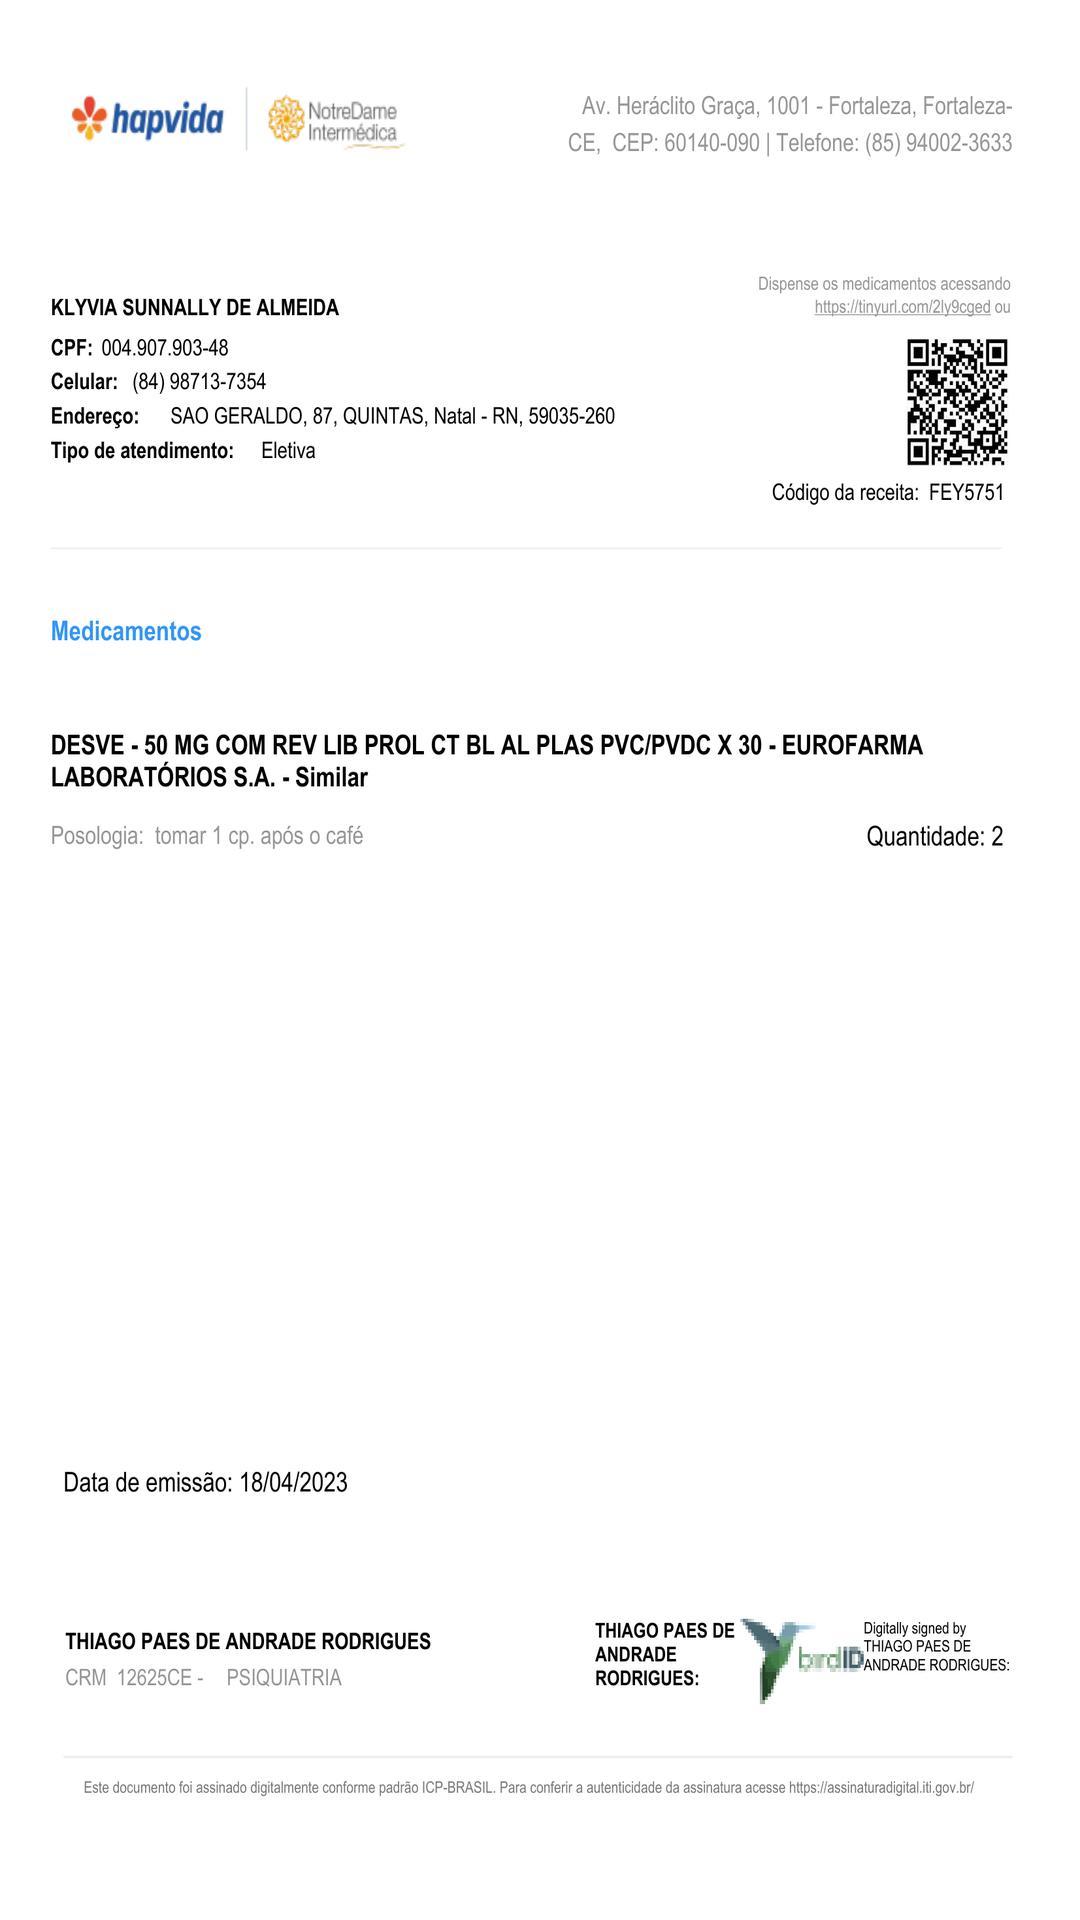 hapvida
NotreDame
Intermédica
Av. Heráclito Graça, 1001 - Fortaleza, Fortaleza-
CE,  CEP: 60140-090 | Telefone: (85) 94002-3633
Dispense os medicamentos acessando
https://tinyurl.com/2ly9cged ou
KLYVIA SUNNALLY DE ALMEIDA
CPF: 004.907.903-48
Celular: (84) 98713-7354
Endereço: SAO GERALDO, 87, QUINTAS, Natal - RN, 59035-260
Tipo de atendimento: Eletiva
Código da receita: FEY5751
Medicamentos
DESVE - 50 MG COM REV LIB PROL CT BL AL PLAS PVC/PVDC X 30 - EUROFARMA
LABORATÓRIOS S.A. - Similar
Posologia: tomar 1 cp. após o café
Quantidade: 2
Data de emissão: 18/04/2023
THIAGO PAES DE ANDRADE RODRIGUES
CRM 12625CE - PSIQUIATRIA
THIAGO PAES DE
ANDRADE
RODRIGUES:
birdID
Digitally signed by
THIAGO PAES DE
ANDRADE RODRIGUES:
Este documento foi assinado digitalmente conforme padrão ICP-BRASIL. Para conferir a autenticidade da assinatura acesse https://assinaturadigital.iti.gov.br/